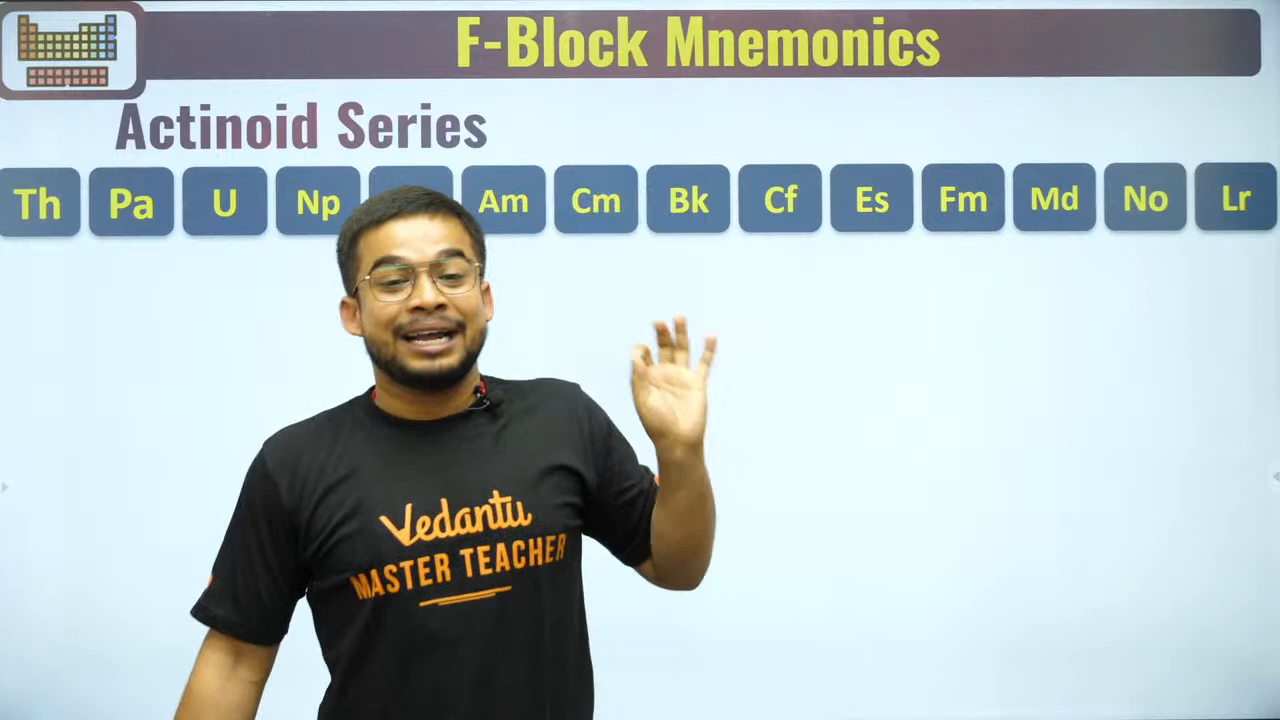 F-Block Mnemonics
Actinoid Series
Th Pa U Np Am Cm Bk Cf Es Fm Md No Lr
Vedantu
MASTER TEACHER